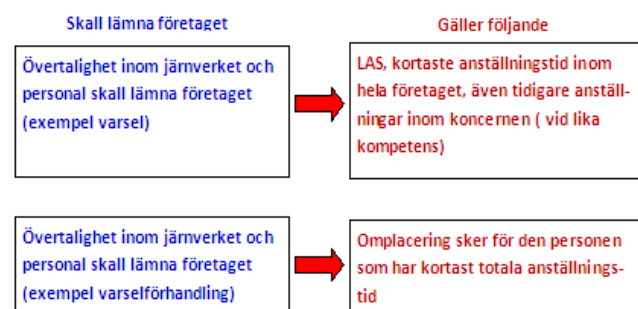 Skall lämna företaget
Gäller följande
Övertalighet inom järnverket och
personal skall lämna företaget
(exempel varsel)
LAS, kortaste anställningstid inom
hela företaget, även tidigare anställ-
ningar inom koncernen ( vid lika
kompetens)
Övertalighet inom järnverket och
personal skall lämna företaget
(exempel varselförhandling)
Omplacering sker för den personen
som har kortast totala anställnings-
tid